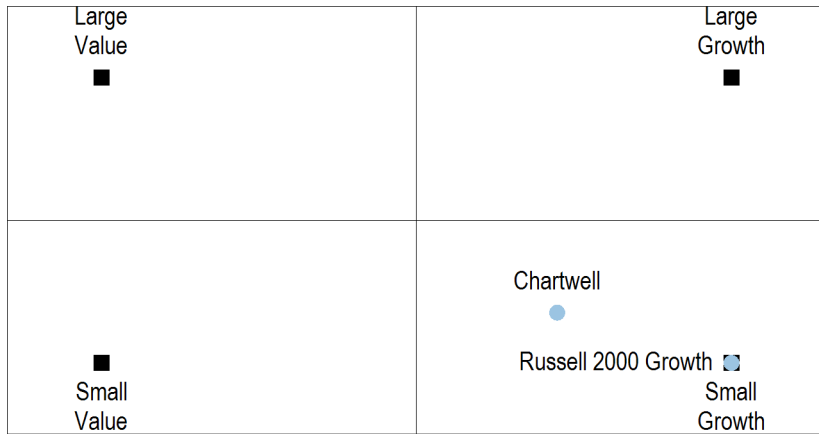 Large
Value
Large
Growth
Chartwell
Russell 2000 Growth
Small
Value
Small
Growth